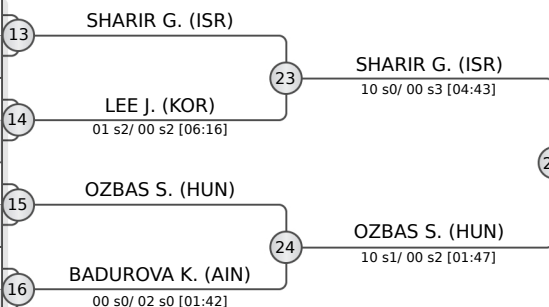 13
SHARIR G. (ISR)
23
SHARIR G. (ISR)
10 s0/ 00 s3 [04:43]
14
LEE J. (KOR)
01 s2/ 00 s2 [06:16]
15
OZBAS S. (HUN)
24
OZBAS S. (HUN)
10 s1/ 00 s2 [01:47]
16
BADUROVA K. (AIN)
00 s0/ 02 s0 [01:42]